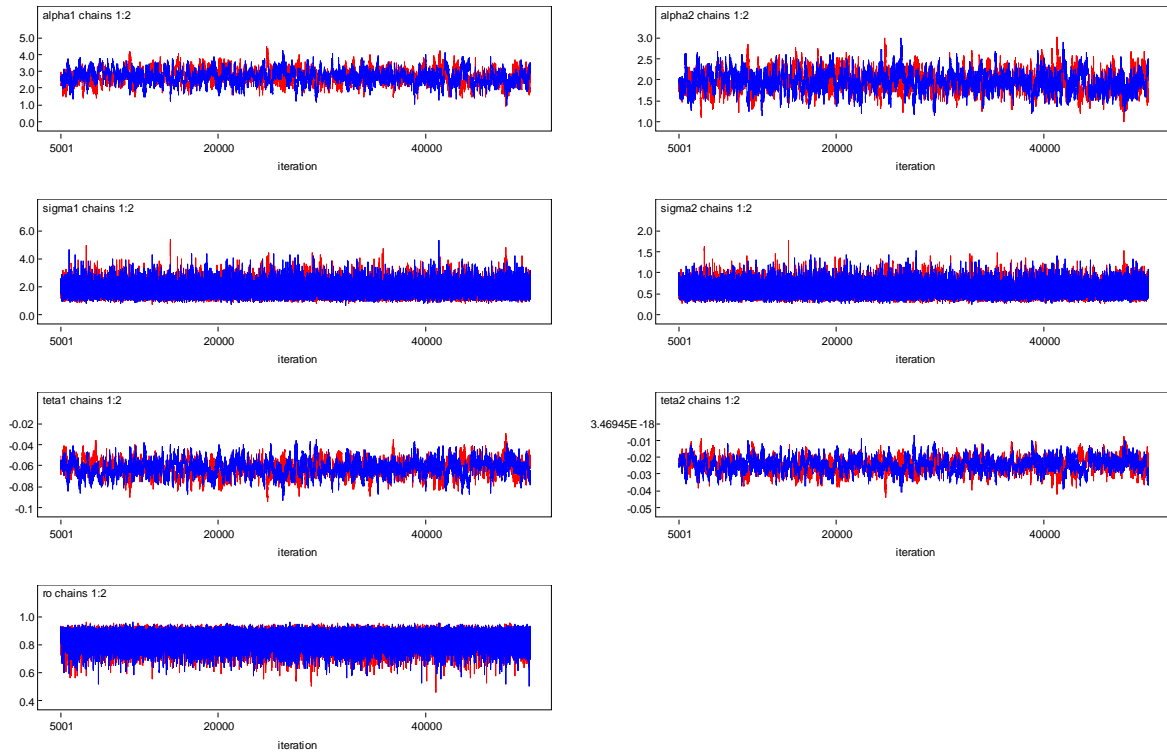 alpha1 chains 1:2
5.0
4.0
3.0
2.0
1.0
0.0
5001 20000 40000
iteration
alpha2 chains 1:2
3.0
2.5
2.0
1.5
1.0
5001 20000 40000
iteration
sigma1 chains 1:2
6.0
4.0
2.0
0.0
5001 20000 40000
iteration
sigma2 chains 1:2
2.0
1.5
1.0
0.5
0.0
5001 20000 40000
iteration
teta1 chains 1:2
-0.02
-0.04
-0.06
-0.08
-0.1
5001 20000 40000
iteration
teta2 chains 1:2
3.46945E-18
-0.01
-0.02
-0.03
-0.04
-0.05
5001 20000 40000
iteration
ro chains 1:2
1.0
0.8
0.6
0.4
5001 20000 40000
iteration